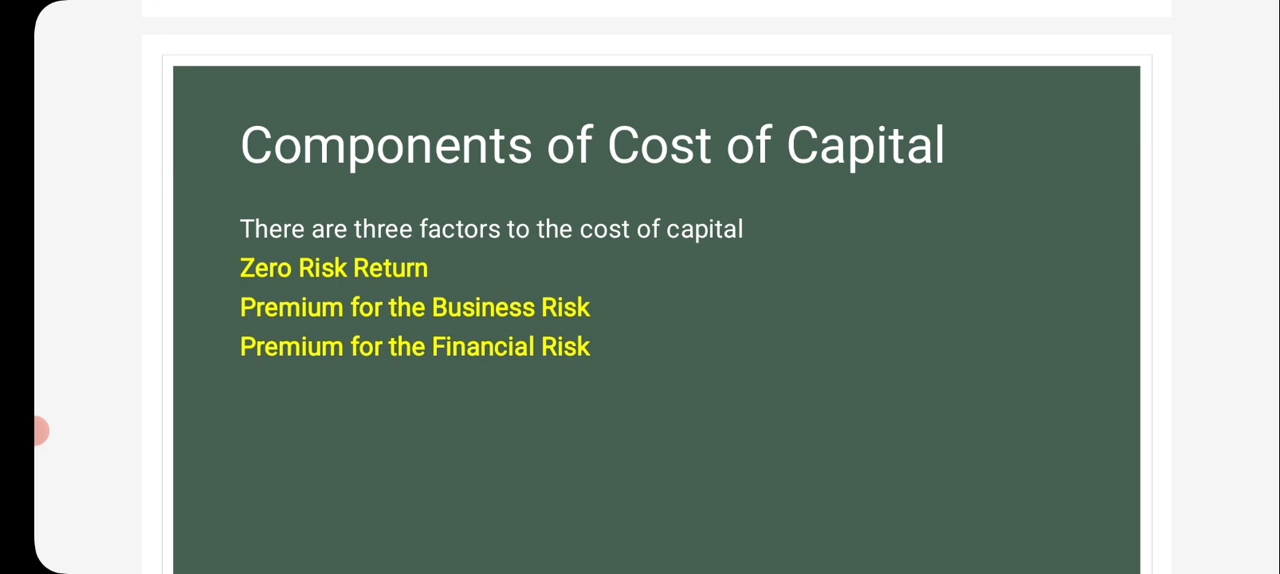 Components of Cost of Capital
There are three factors to the cost of capital
Zero Risk Return
Premium for the Business Risk
Premium for the Financial Risk